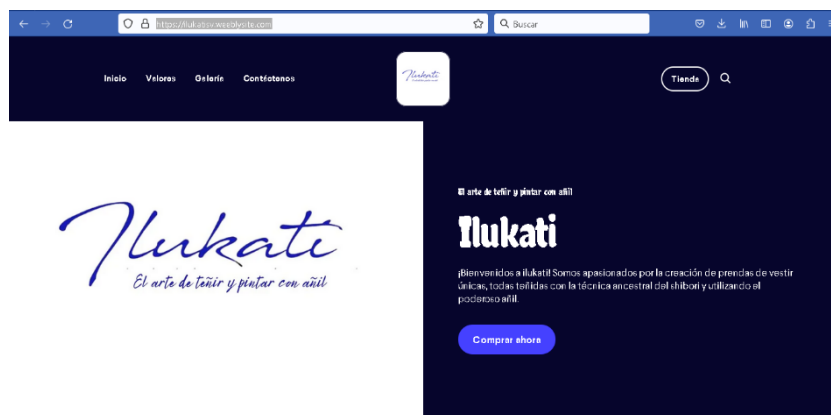 https://ilukatisv.weeblysite.com
Buscar
Inicio Valores Galería Contáctanos
Ilukati
Tienda
Ilukati
El arte de teñir y pintar con añil
El arte de teñir y pintar con añil
Ilukati
¡Bienvenidos a ilukati! Somos apasionados por la creación de prendas de vestir
únicas, todas teñidas con la técnica ancestral del shibori y utilizando el
poderoso añil.
Comprar ahora